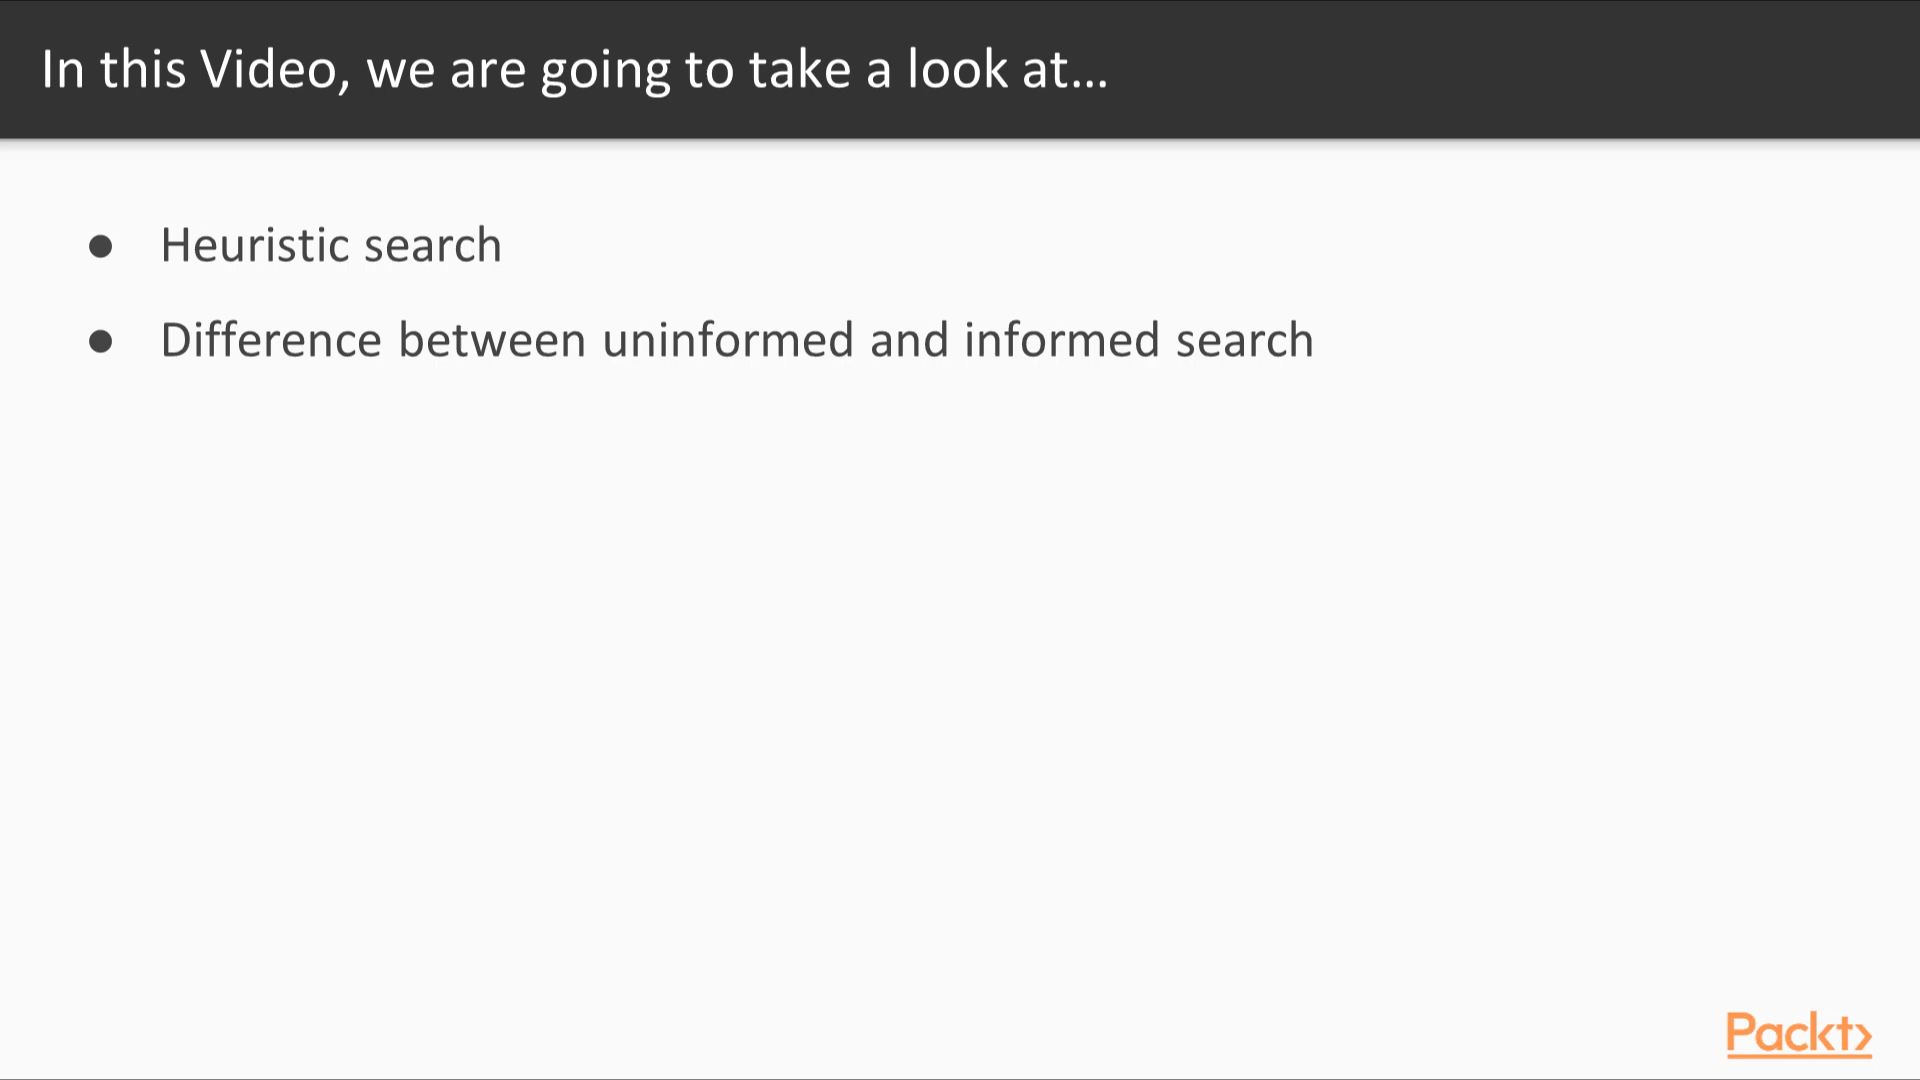 In this Video, we are going to take a look at...
● Heuristic search
● Difference between uninformed and informed search
Packt>